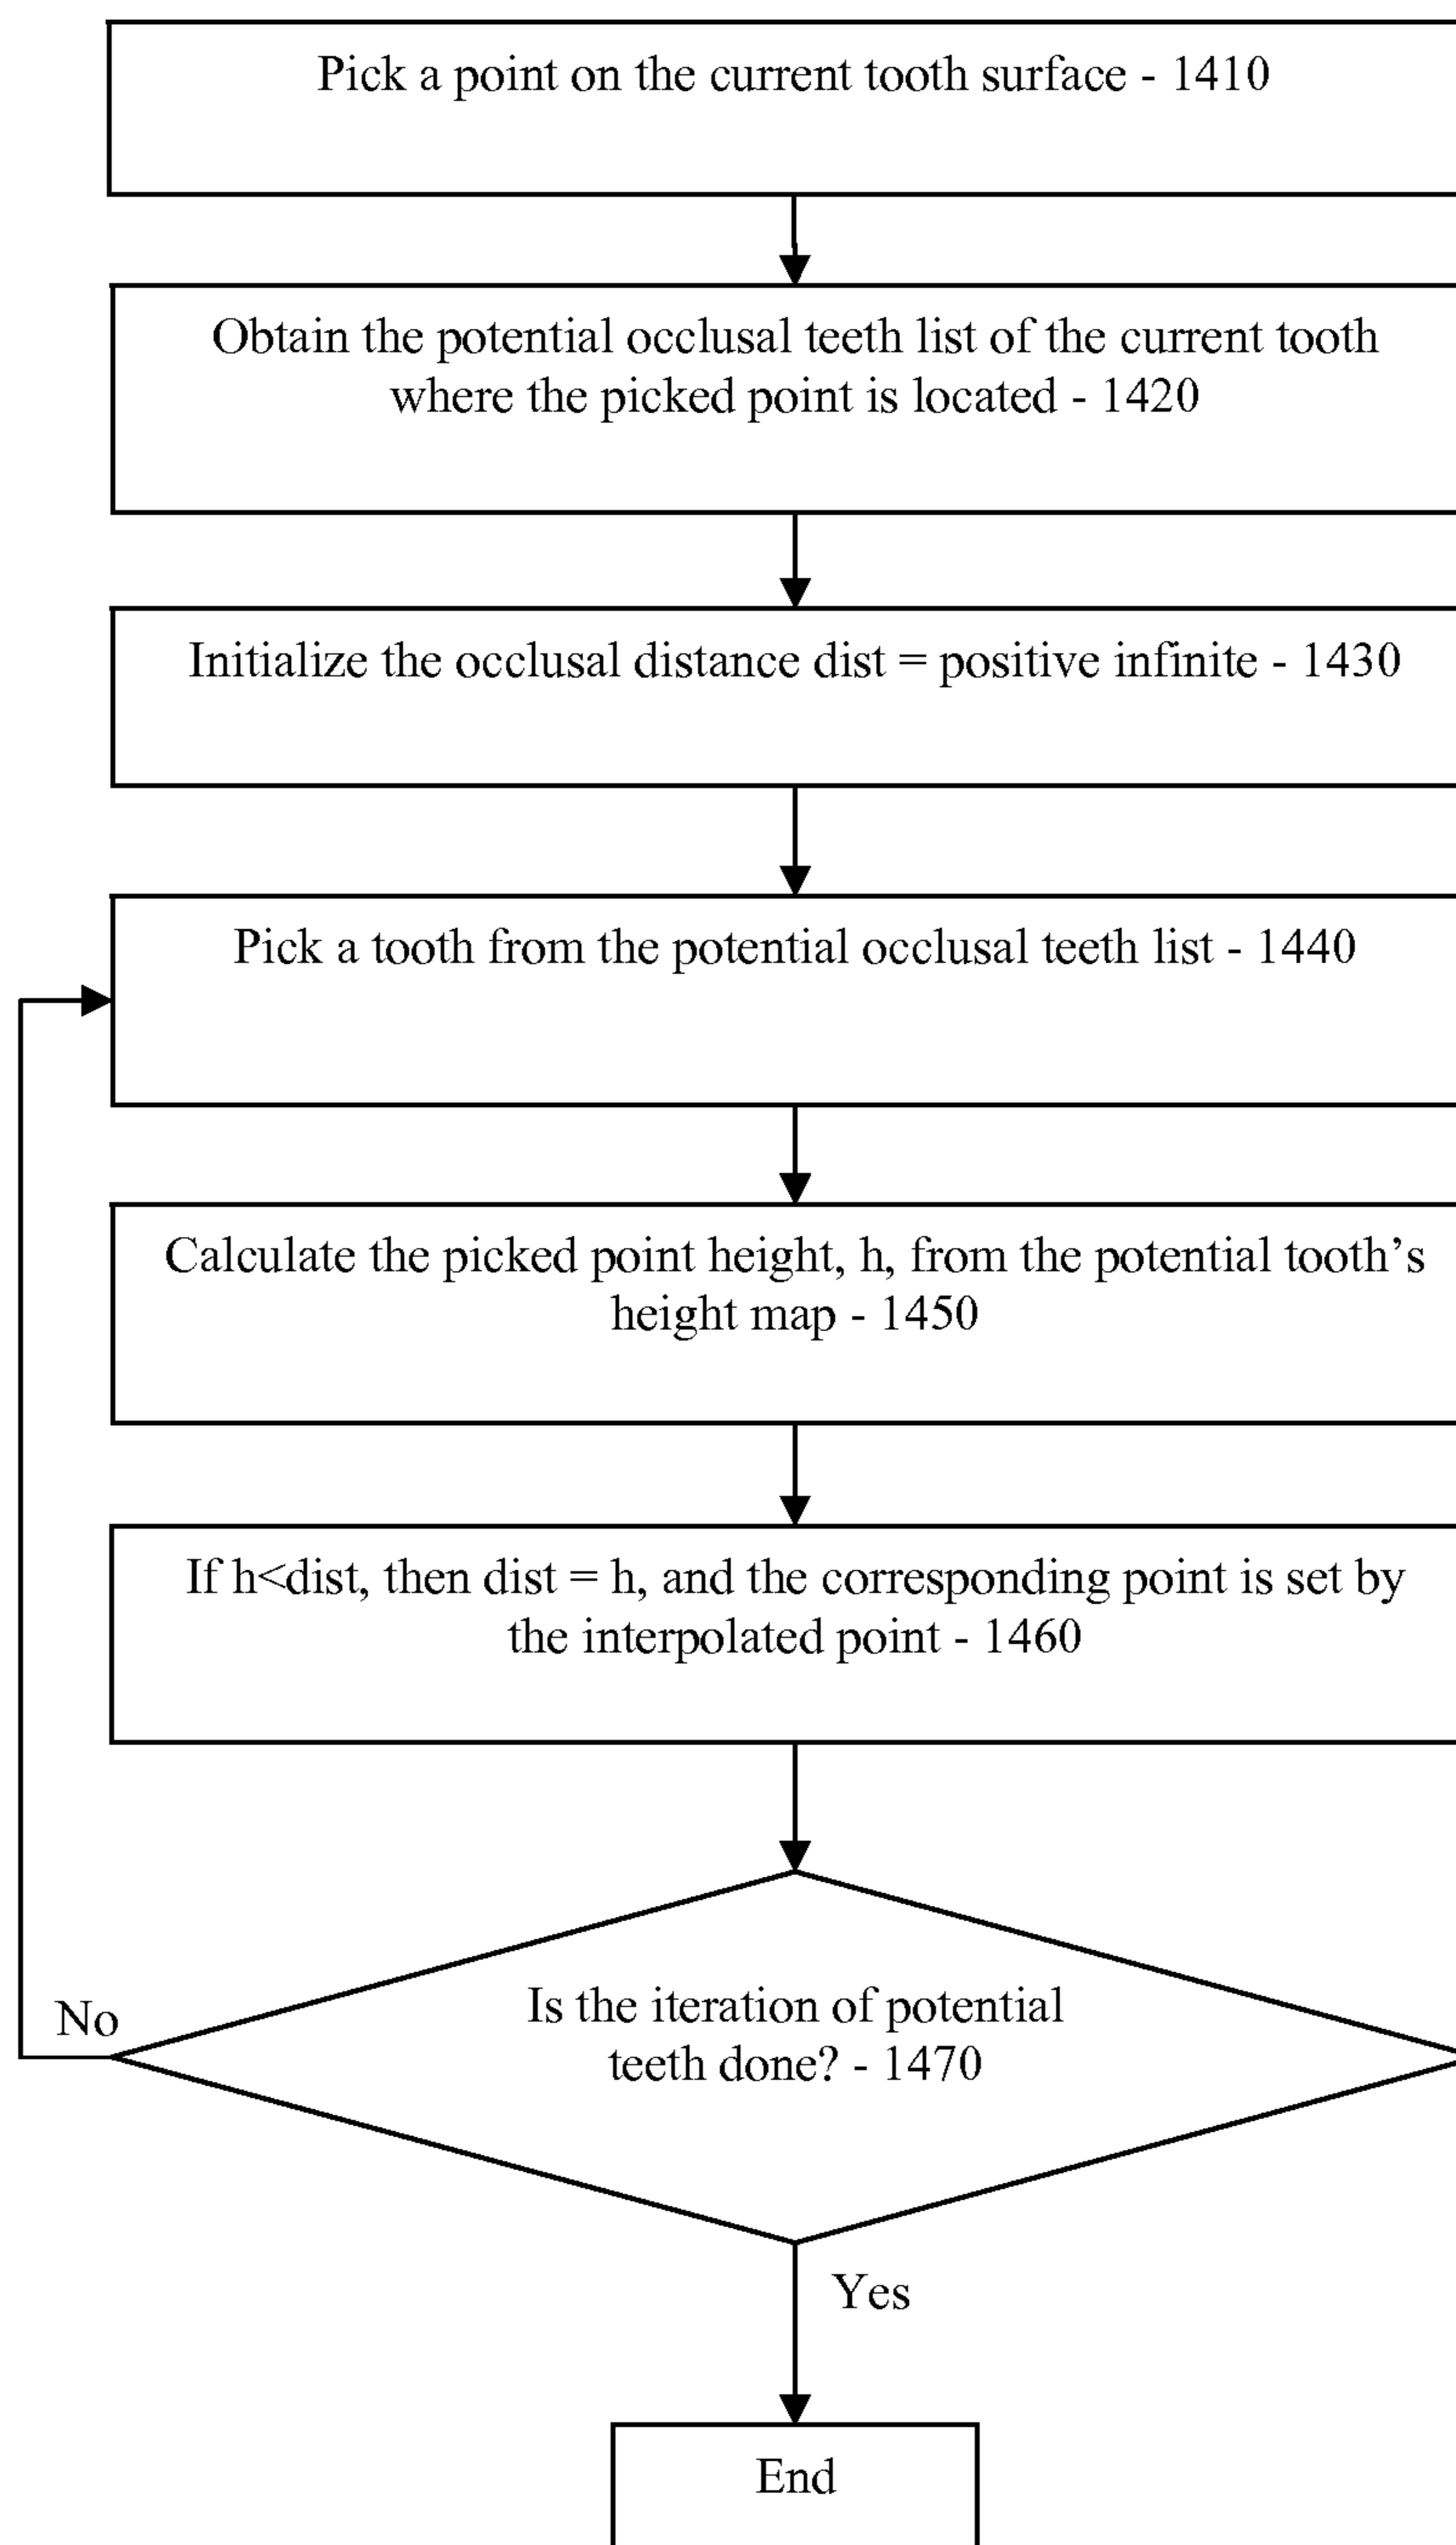 Pick a point on the current tooth surface - 1410
Obtain the potential occlusal teeth list of the current tooth
where the picked point is located - 1420
Initialize the occlusal distance dist = positive infinite - 1430
Pick a tooth from the potential occlusal teeth list - 1440
Calculate the picked point height, h, from the potential tooth’s
height map - 1450
If h<dist, then dist = h, and the corresponding point is set by
the interpolated point - 1460
Is the iteration of potential
teeth done? - 1470
No
Yes
End